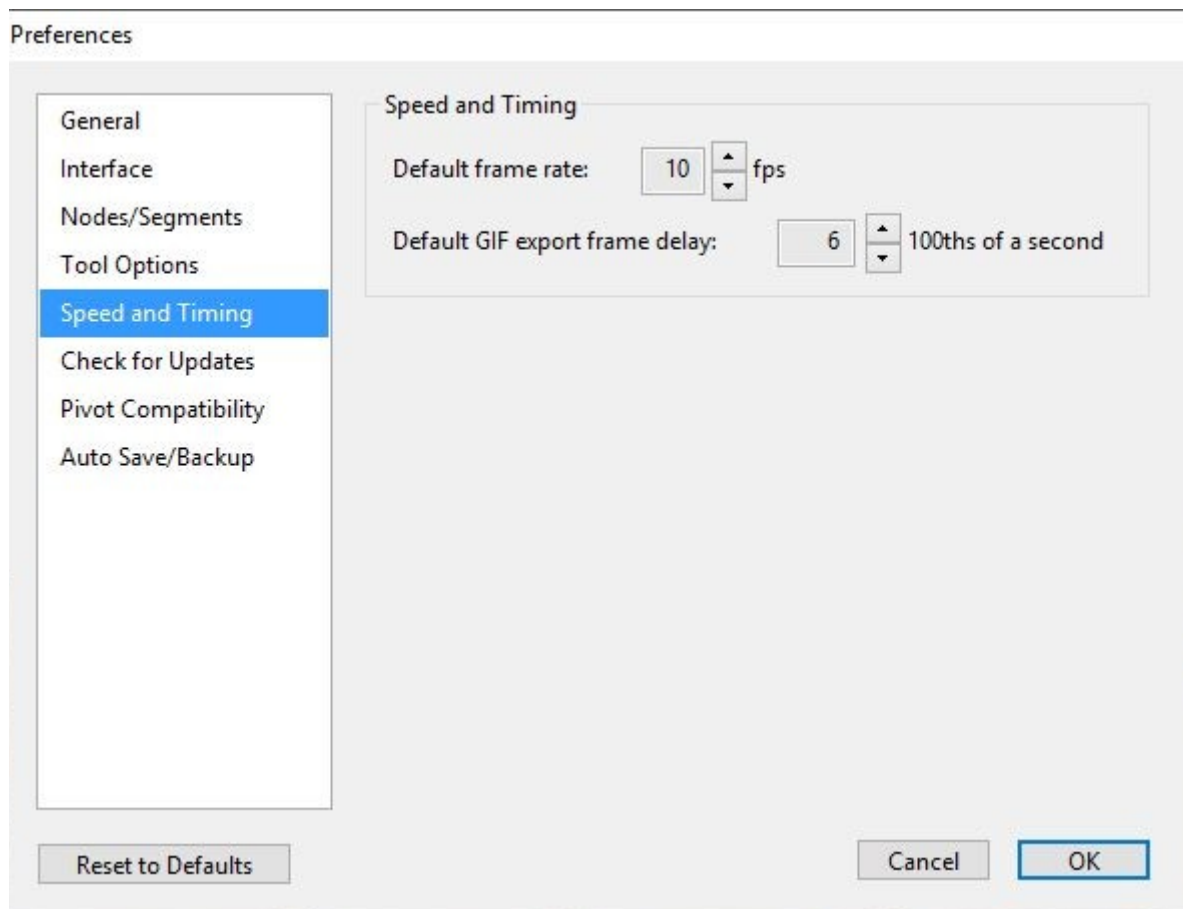 Preferences
General
Interface
Nodes/Segments
Tool Options
Speed and Timing
Check for Updates
Pivot Compatibility
Auto Save/Backup
Speed and Timing
Default frame rate: 10 fps
Default GIF export frame delay: 6 100ths of a second
Reset to Defaults
Cancel
OK